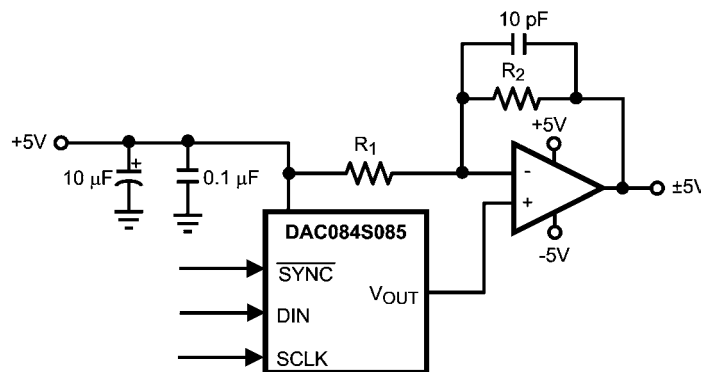 10 pF
R2
+5V
R1
+5V
10 μF
+
0.1 μF
-
+
±5V
-5V
DAC084S085
SYNC
VOUT
DIN
SCLK